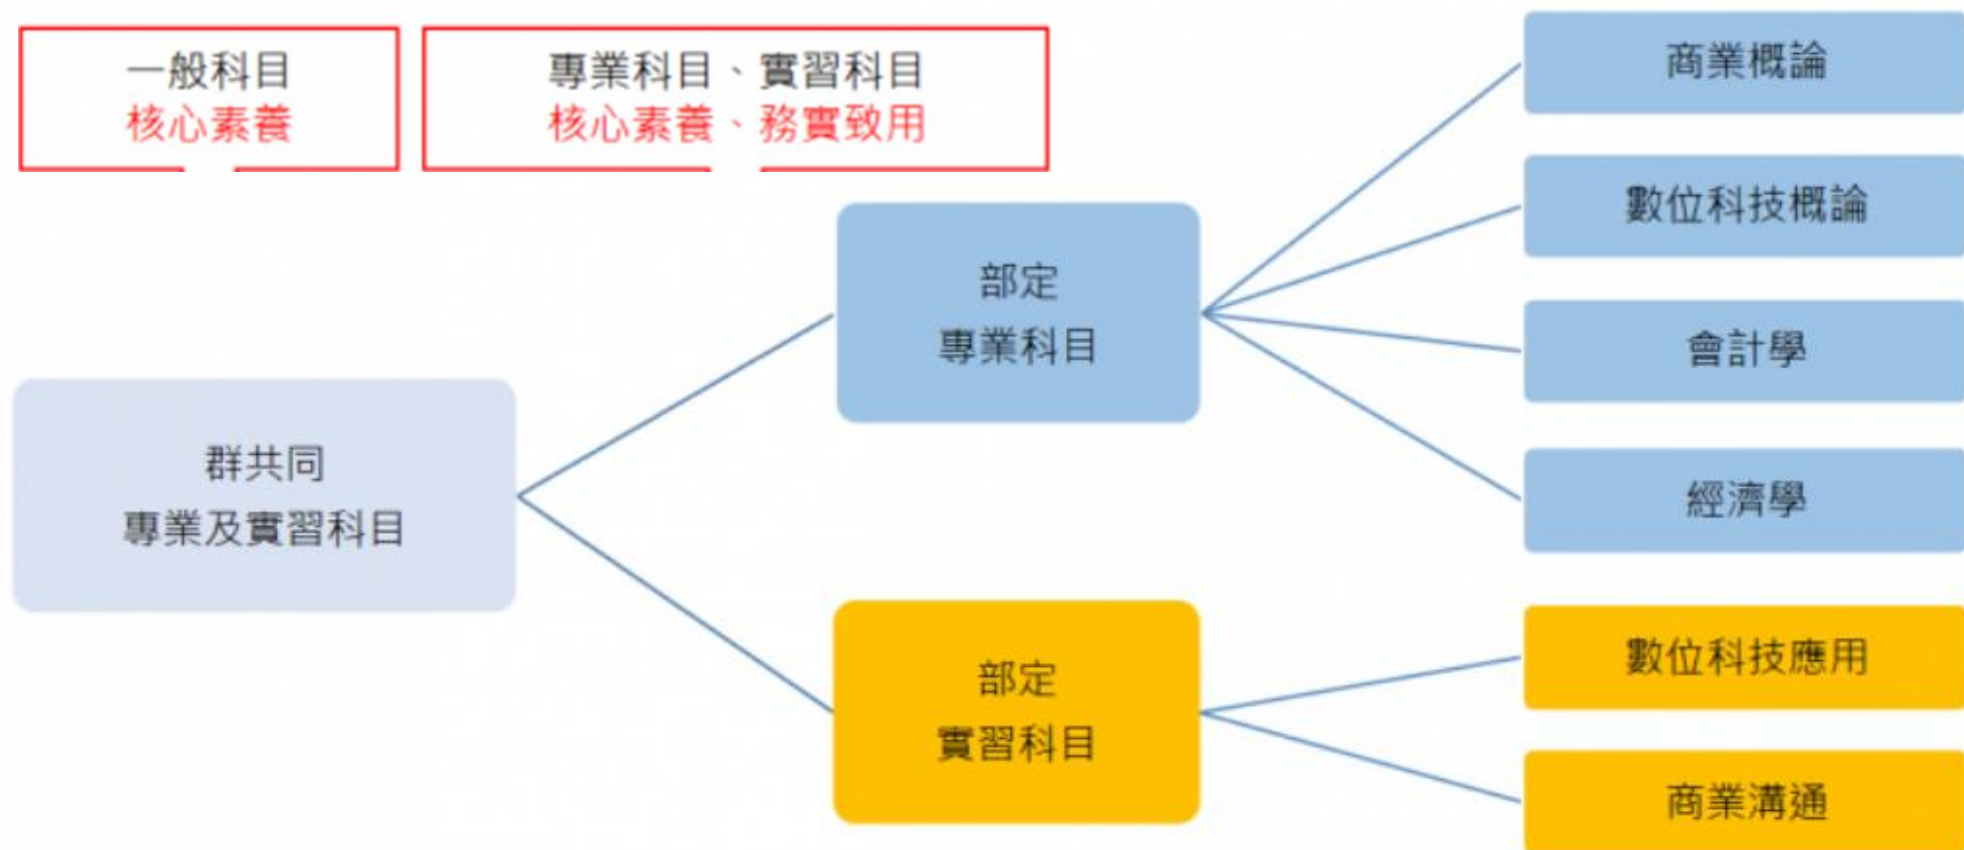 一般科目
核心素養
專業科目、實習科目
核心素養、務實致用
群共同
專業及實習科目
部定
專業科目
商業概論
數位科技概論
會計學
經濟學
部定
實習科目
數位科技應用
商業溝通